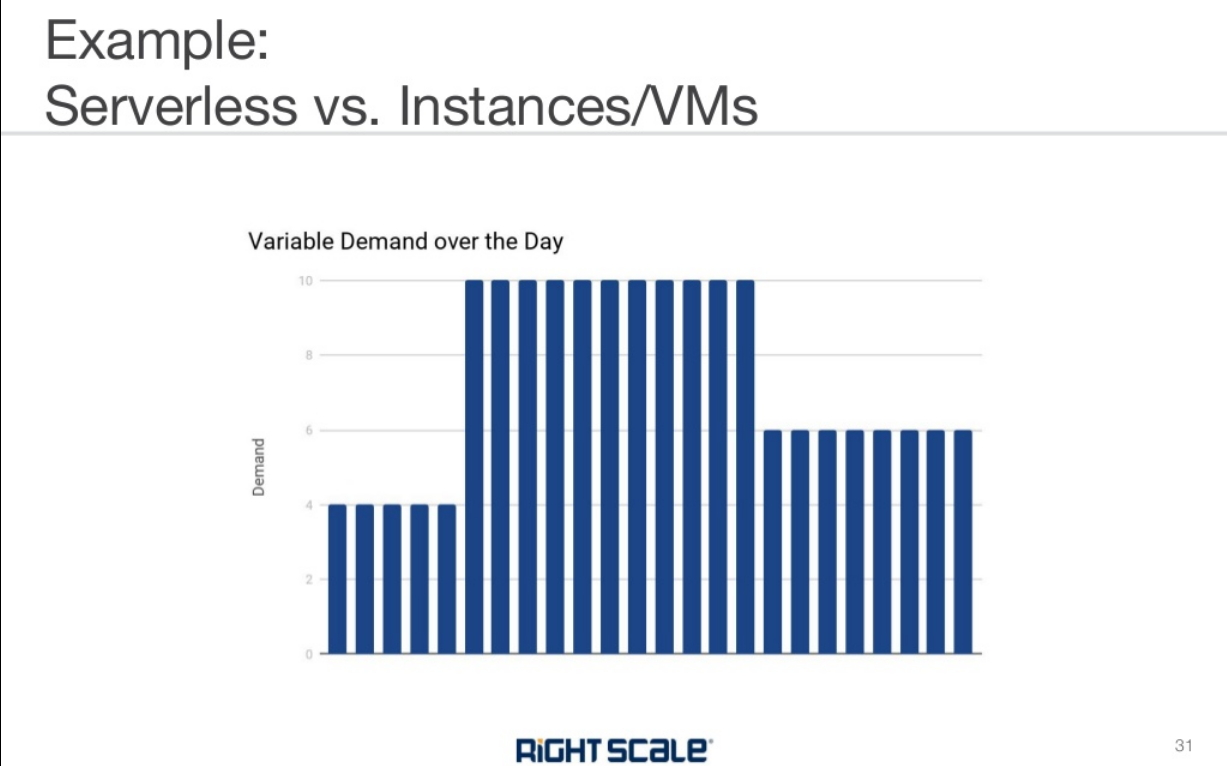 Example:
Serverless vs. Instances/VMs
Variable Demand over the Day
10
8
6
4
2
0
Demand
RIGHT SCALE
31